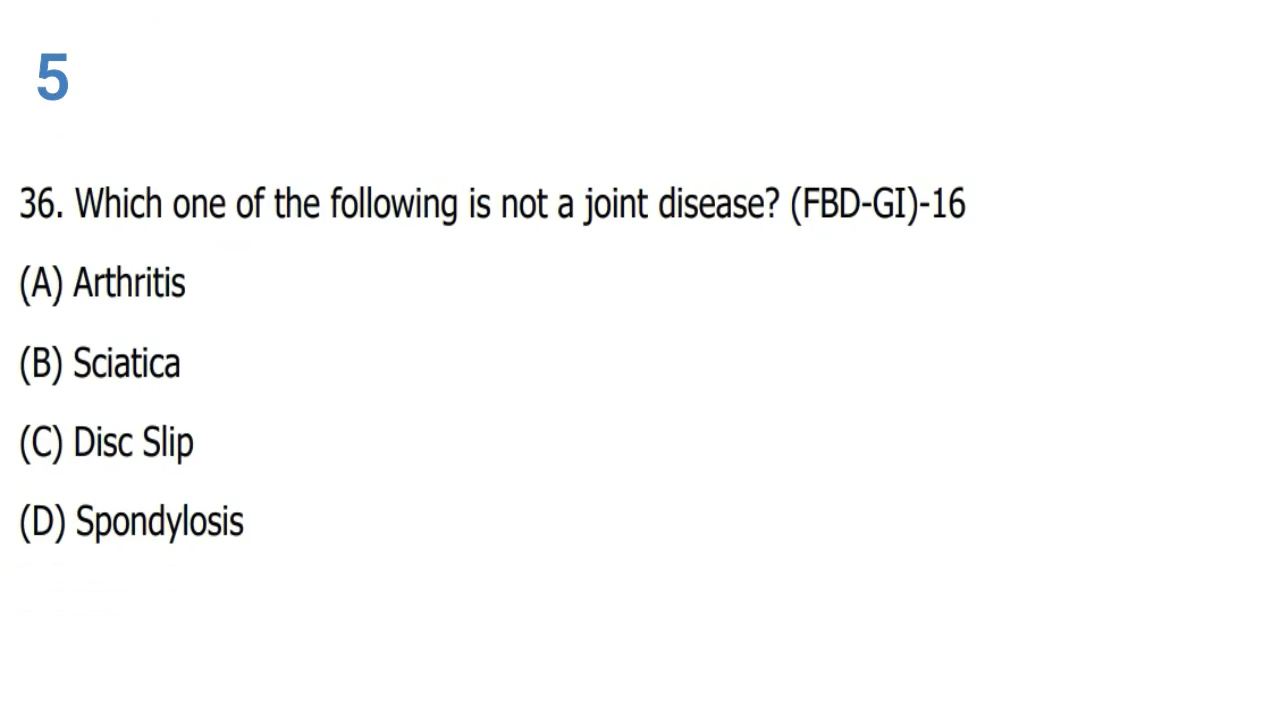 5
36. Which one of the following is not a joint disease? (FBD-GI)-16
(A) Arthritis
(B) Sciatica
(C) Disc Slip
(D) Spondylosis